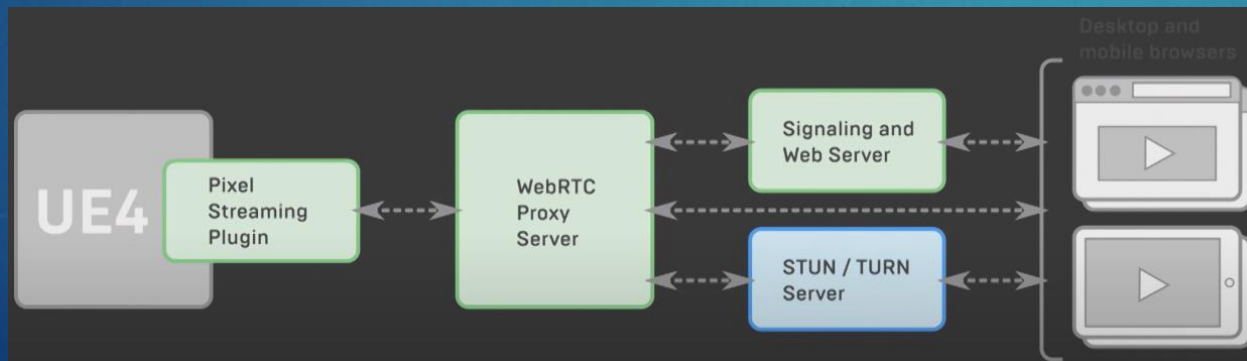 Desktop and
mobile browsers
UE4
Pixel
Streaming
Plugin
WebRTC
Proxy
Server
Signaling and
Web Server
STUN / TURN
Server